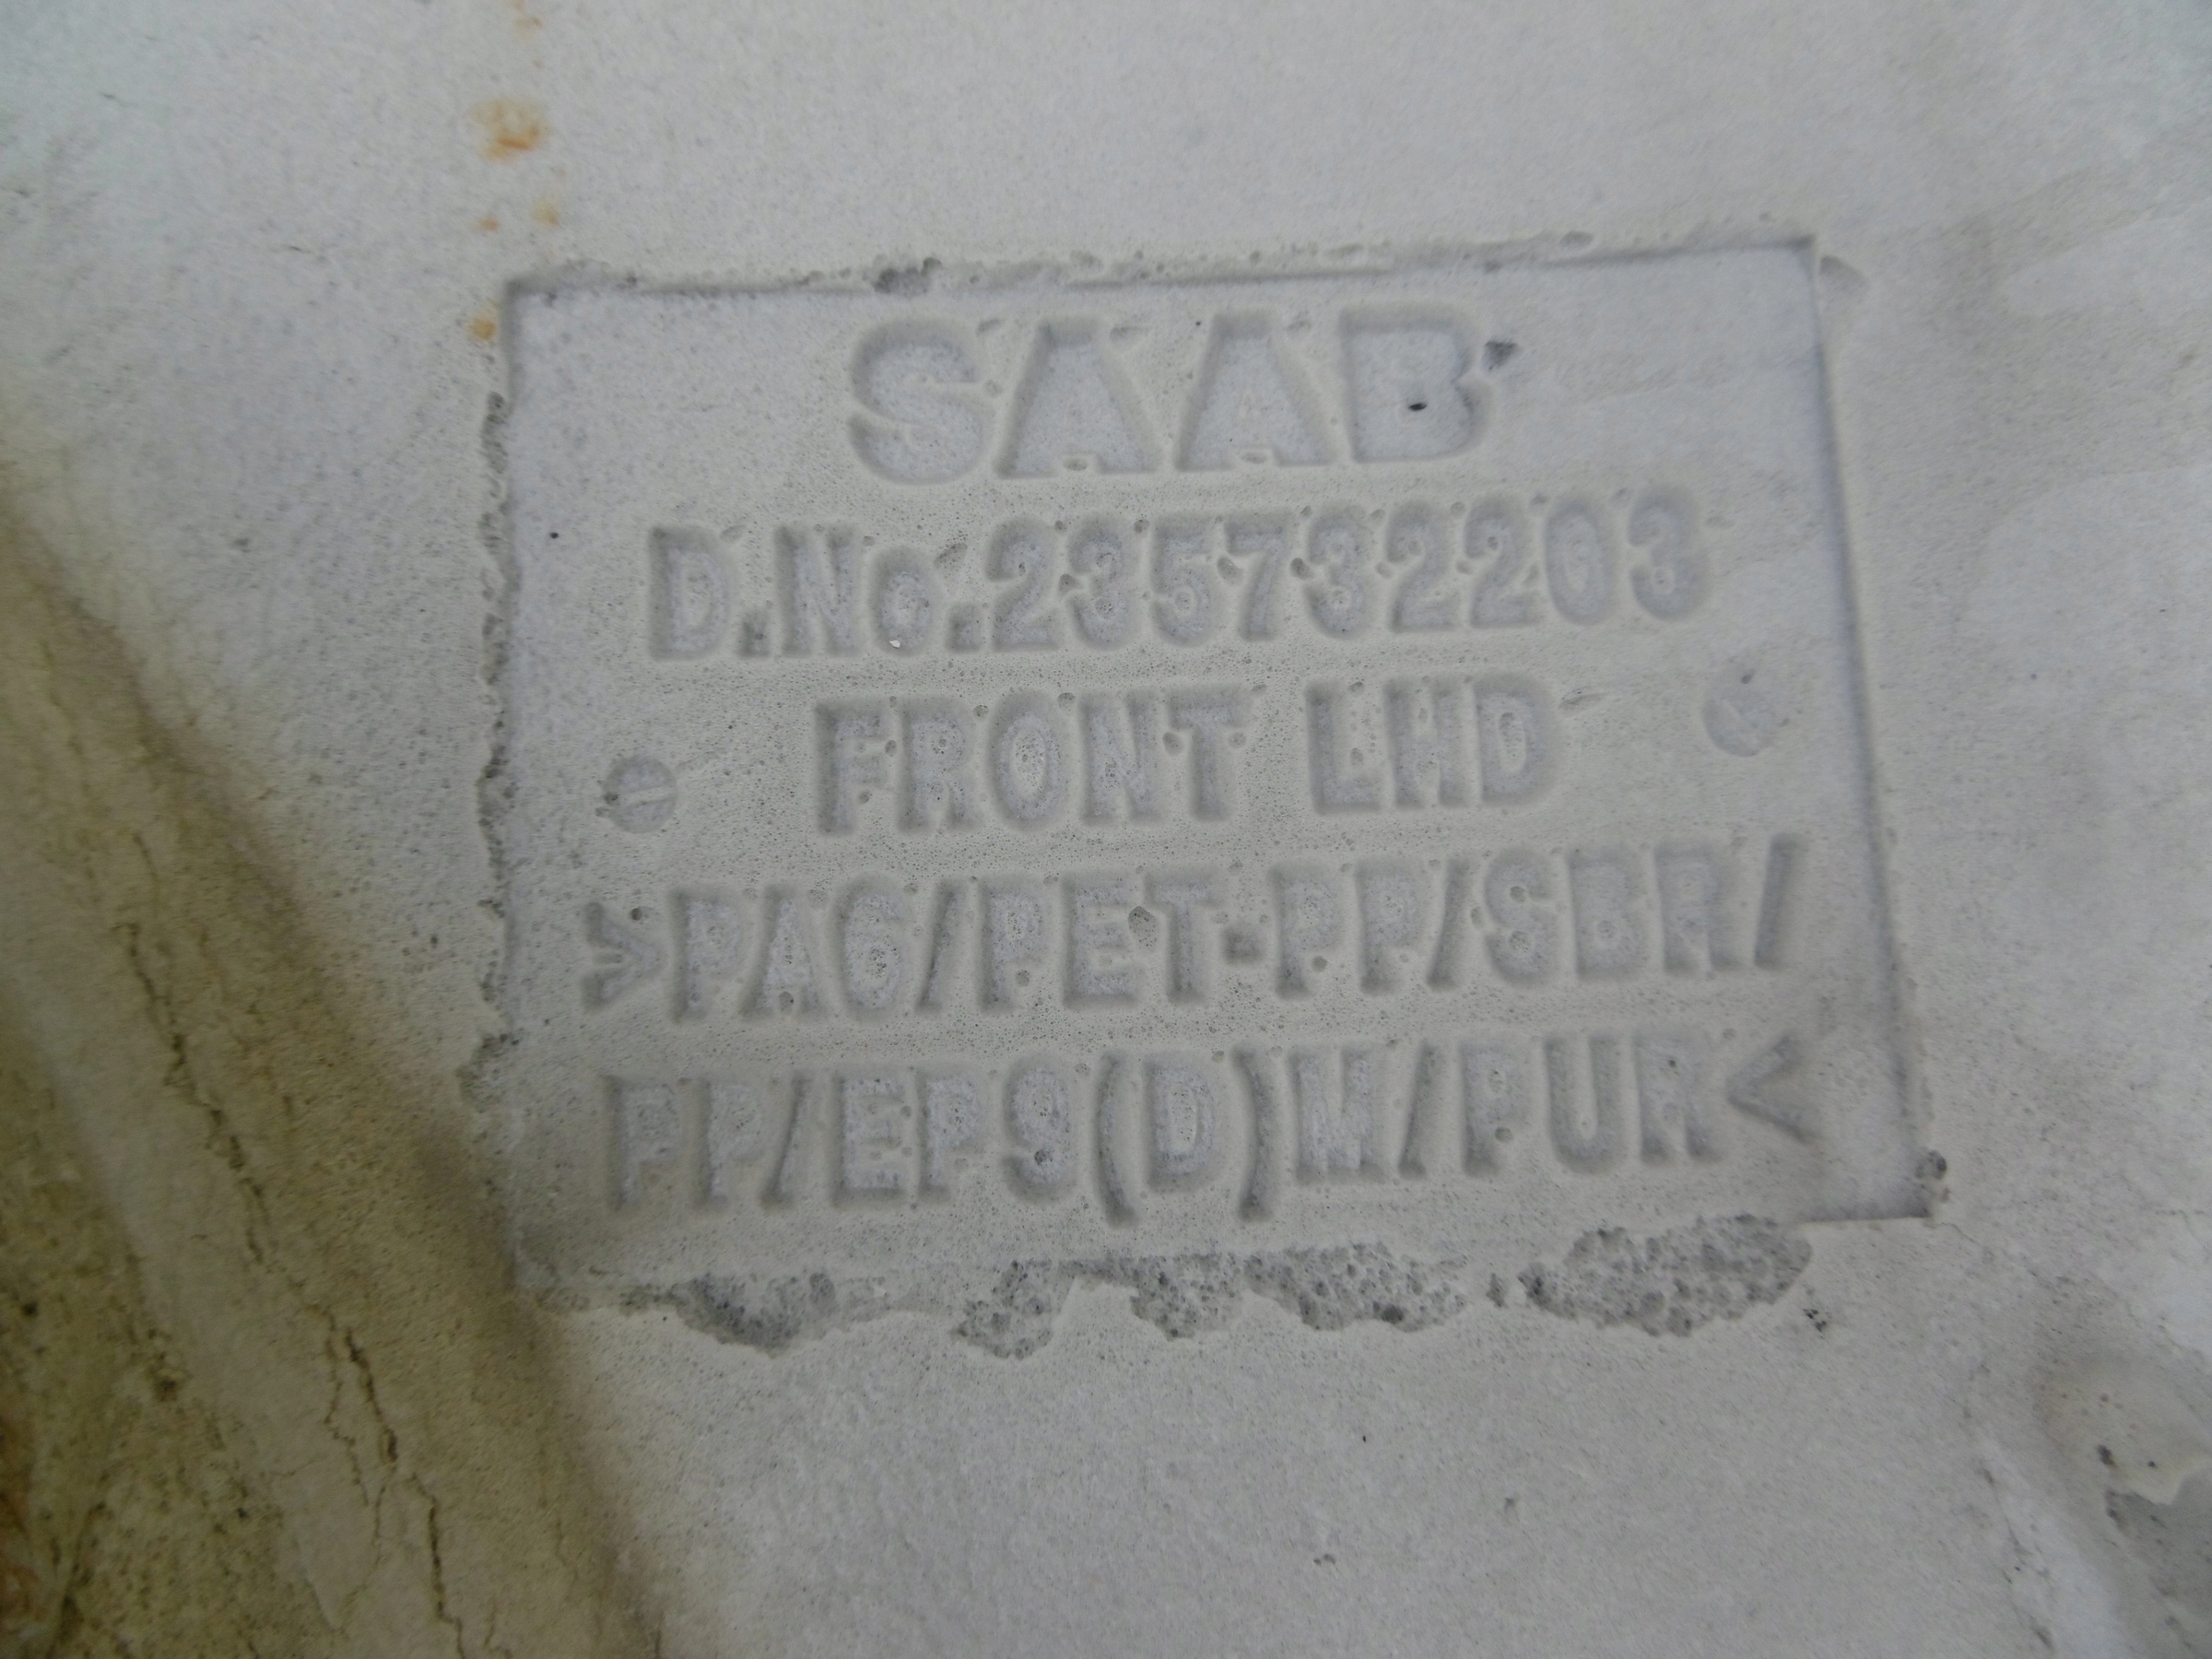 SAAB
D.No.235732203
FRONT LHD
>PA6/PET-PP/SBR/
PP/EPS(D)M/PUR<